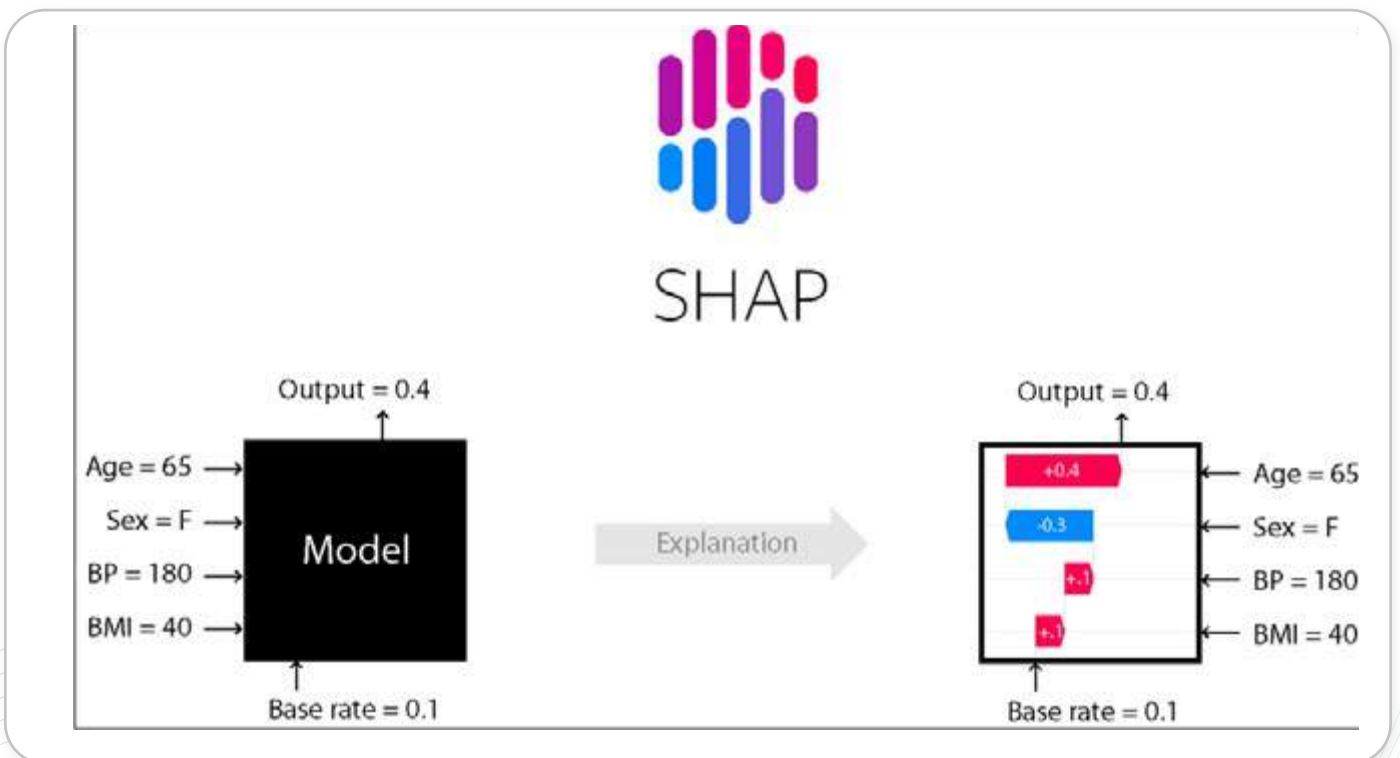 SHAP
Output = 0.4
Age = 65
Sex = F
BP = 180
BMI = 40
Model
Base rate = 0.1
Explanation
Output = 0.4
+0.4
-0.3
+.1
+.1
Age = 65
Sex = F
BP = 180
BMI = 40
Base rate = 0.1